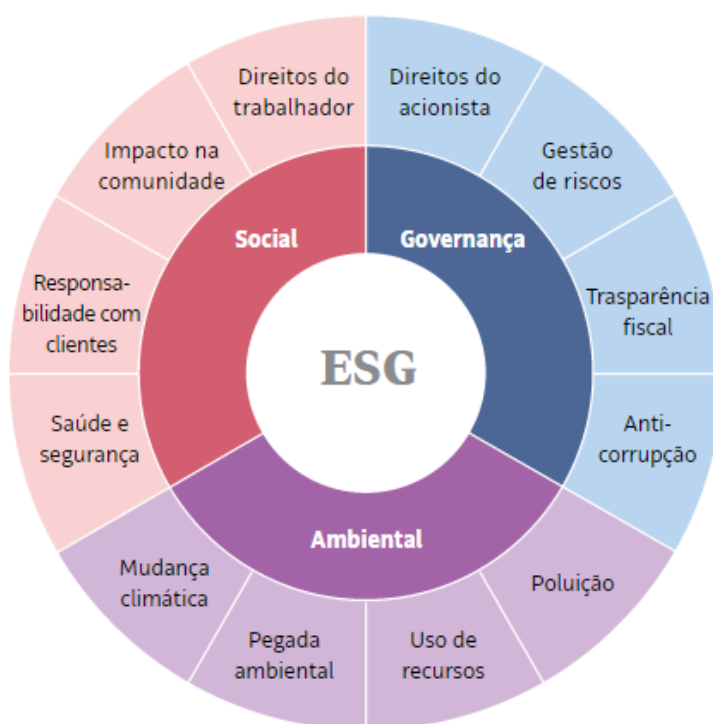 Direitos do
trabalhador
Direitos do
acionista
Impacto na
comunidade
Gestão
de riscos
Social
Governança
Responsa-
bilidade com
clientes
Trasparência
fiscal
ESG
Saúde e
segurança
Anti-
corrupção
Ambiental
Mudança
climática
Poluição
Pegada
ambiental
Uso de
recursos